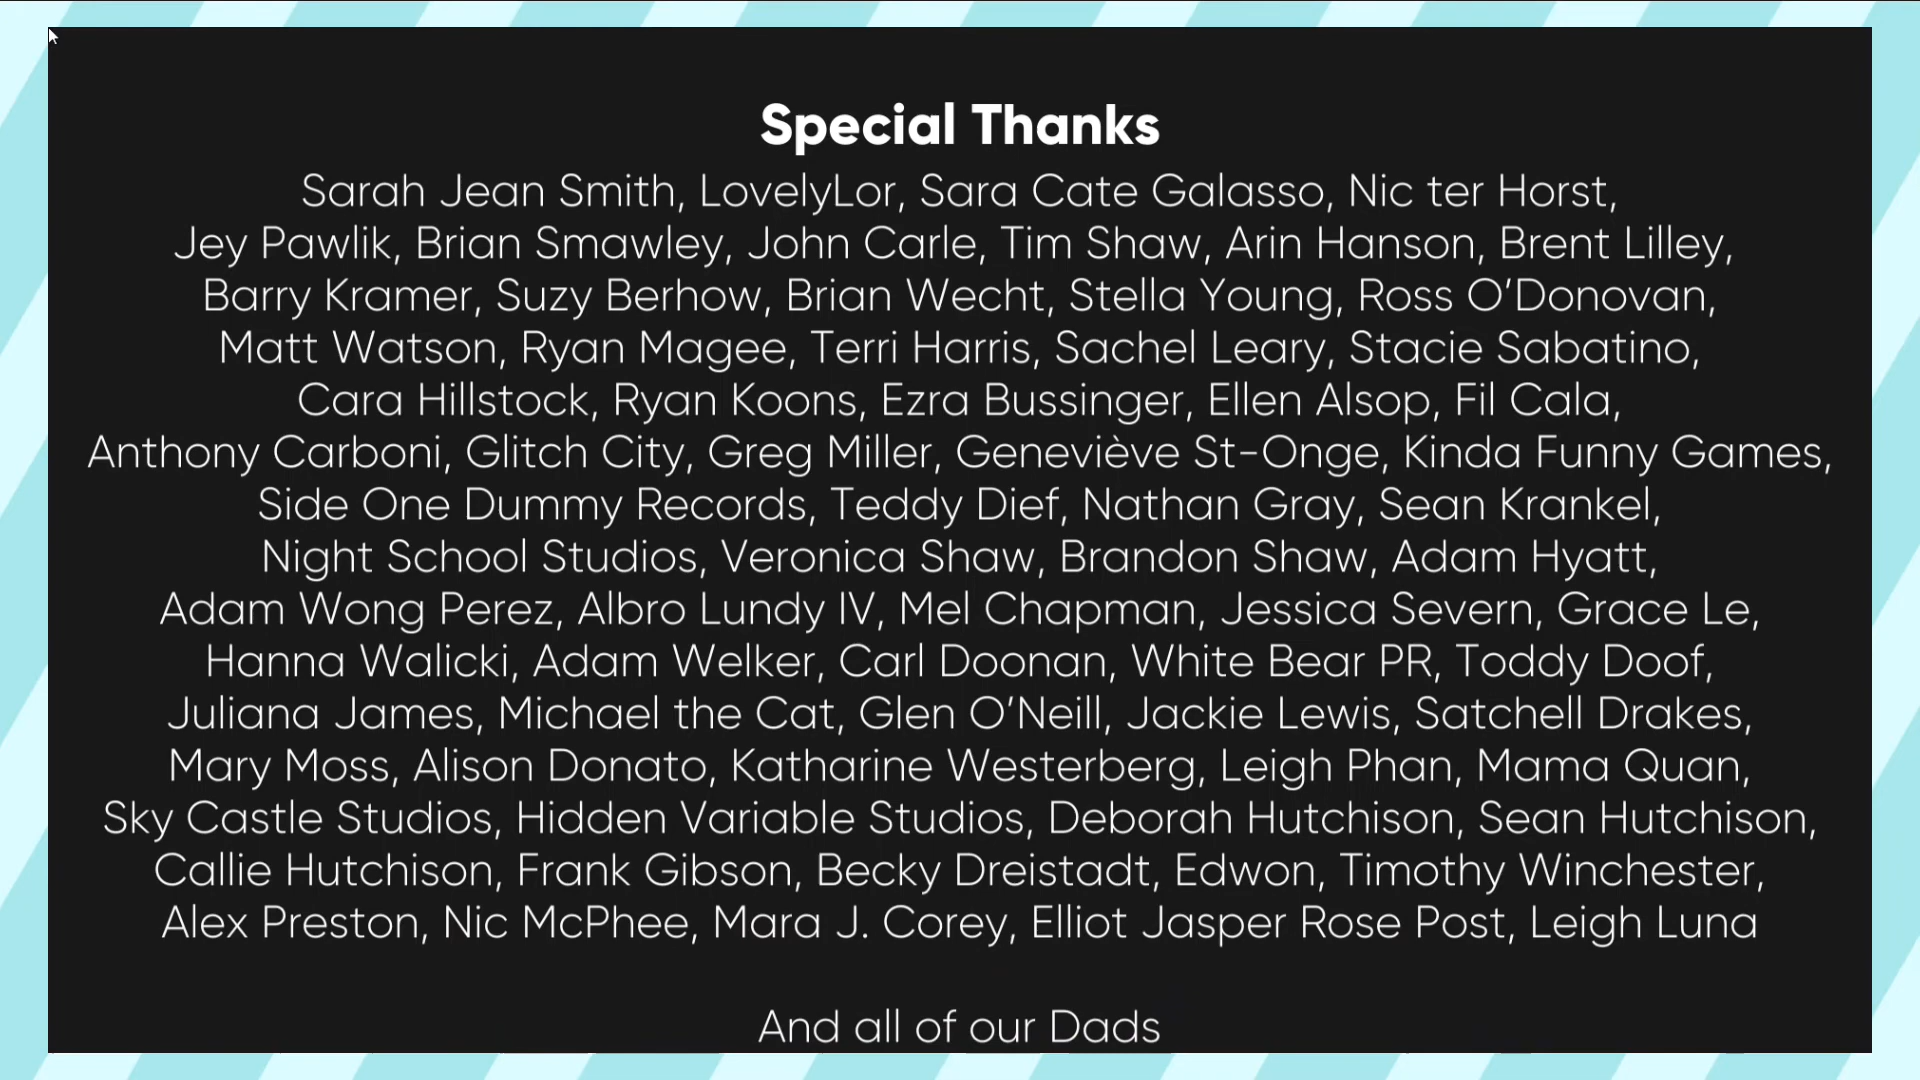 Special Thanks
Sarah Jean Smith, LovelyLor, Sara Cate Galasso, Nic ter Horst,
Jey Pawlik, Brian Smawley, John Carle, Tim Shaw, Arin Hanson, Brent Lilley,
Barry Kramer, Suzy Berhow, Brian Wecht, Stella Young, Ross O’Donovan,
Matt Watson, Ryan Magee, Terri Harris, Sachel Leary, Stacie Sabatino,
Cara Hillstock, Ryan Koons, Ezra Bussinger, Ellen Alsop, Fil Cala,
Anthony Carboni, Glitch City, Greg Miller, Geneviève St-Onge, Kinda Funny Games,
Side One Dummy Records, Teddy Dief, Nathan Gray, Sean Krankel,
Night School Studios, Veronica Shaw, Brandon Shaw, Adam Hyatt,
Adam Wong Perez, Albro Lundy IV, Mel Chapman, Jessica Severn, Grace Le,
Hanna Walicki, Adam Welker, Carl Doonan, White Bear PR, Toddy Doof,
Juliana James, Michael the Cat, Glen O’Neill, Jackie Lewis, Satchell Drakes,
Mary Moss, Alison Donato, Katharine Westerberg, Leigh Phan, Mama Quan,
Sky Castle Studios, Hidden Variable Studios, Deborah Hutchison, Sean Hutchison,
Callie Hutchison, Frank Gibson, Becky Dreistadt, Edwon, Timothy Winchester,
Alex Preston, Nic McPhee, Mara J. Corey, Elliot Jasper Rose Post, Leigh Luna
And all of our Dads